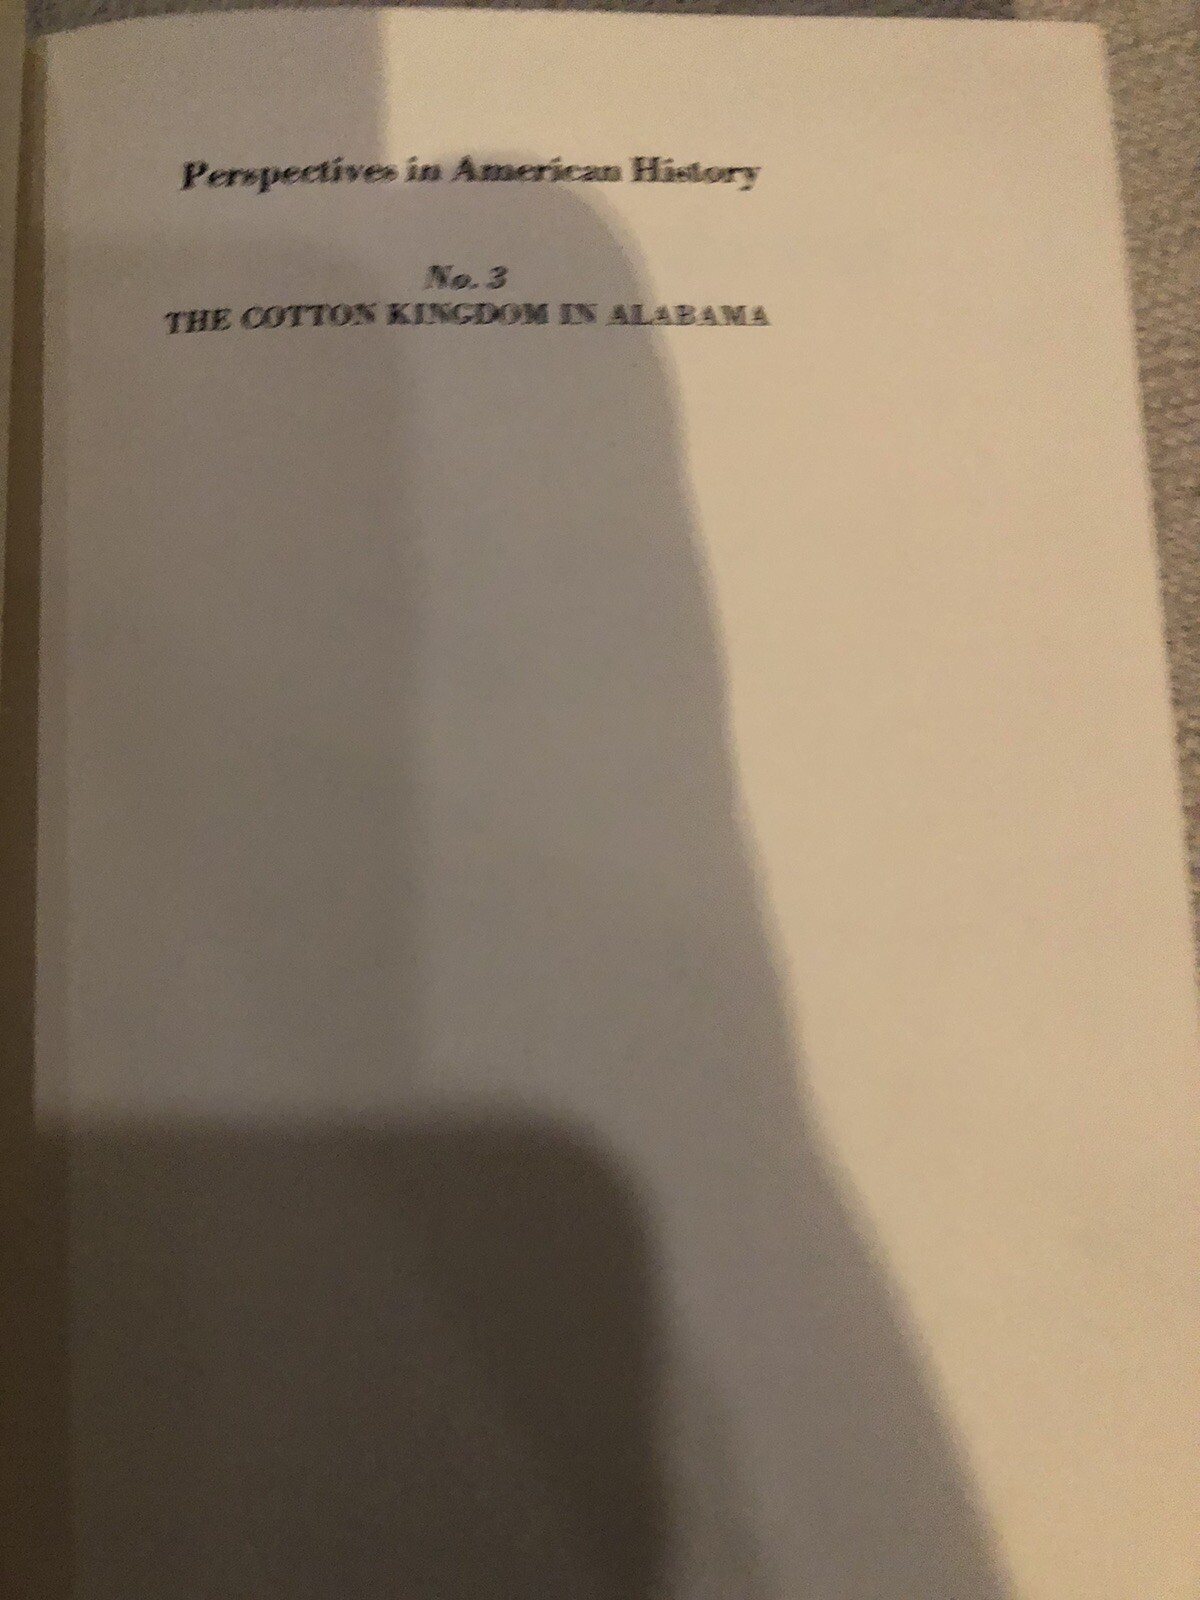 Perspectives in American History
No. 3
THE COTTON KINGDOM IN ALABAMA